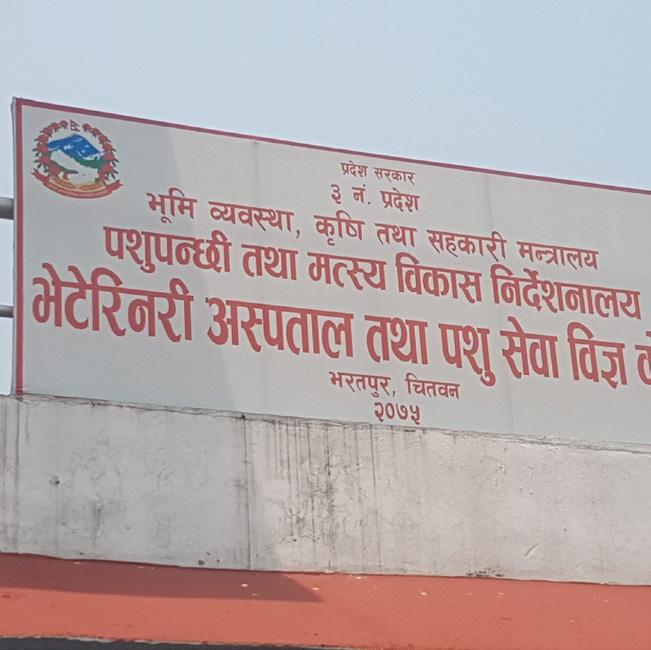 प्रदेश सरकार
३ नं. प्रदेश
भूमि व्यवस्था, कृषि तथा सहकारी मन्त्रालय
पशुपन्छी तथा मत्स्य विकास निर्देशनालय
भेटेरिनरी अस्पताल तथा पशु सेवा विज्ञ
भरतपुर, चितवन
२०७५